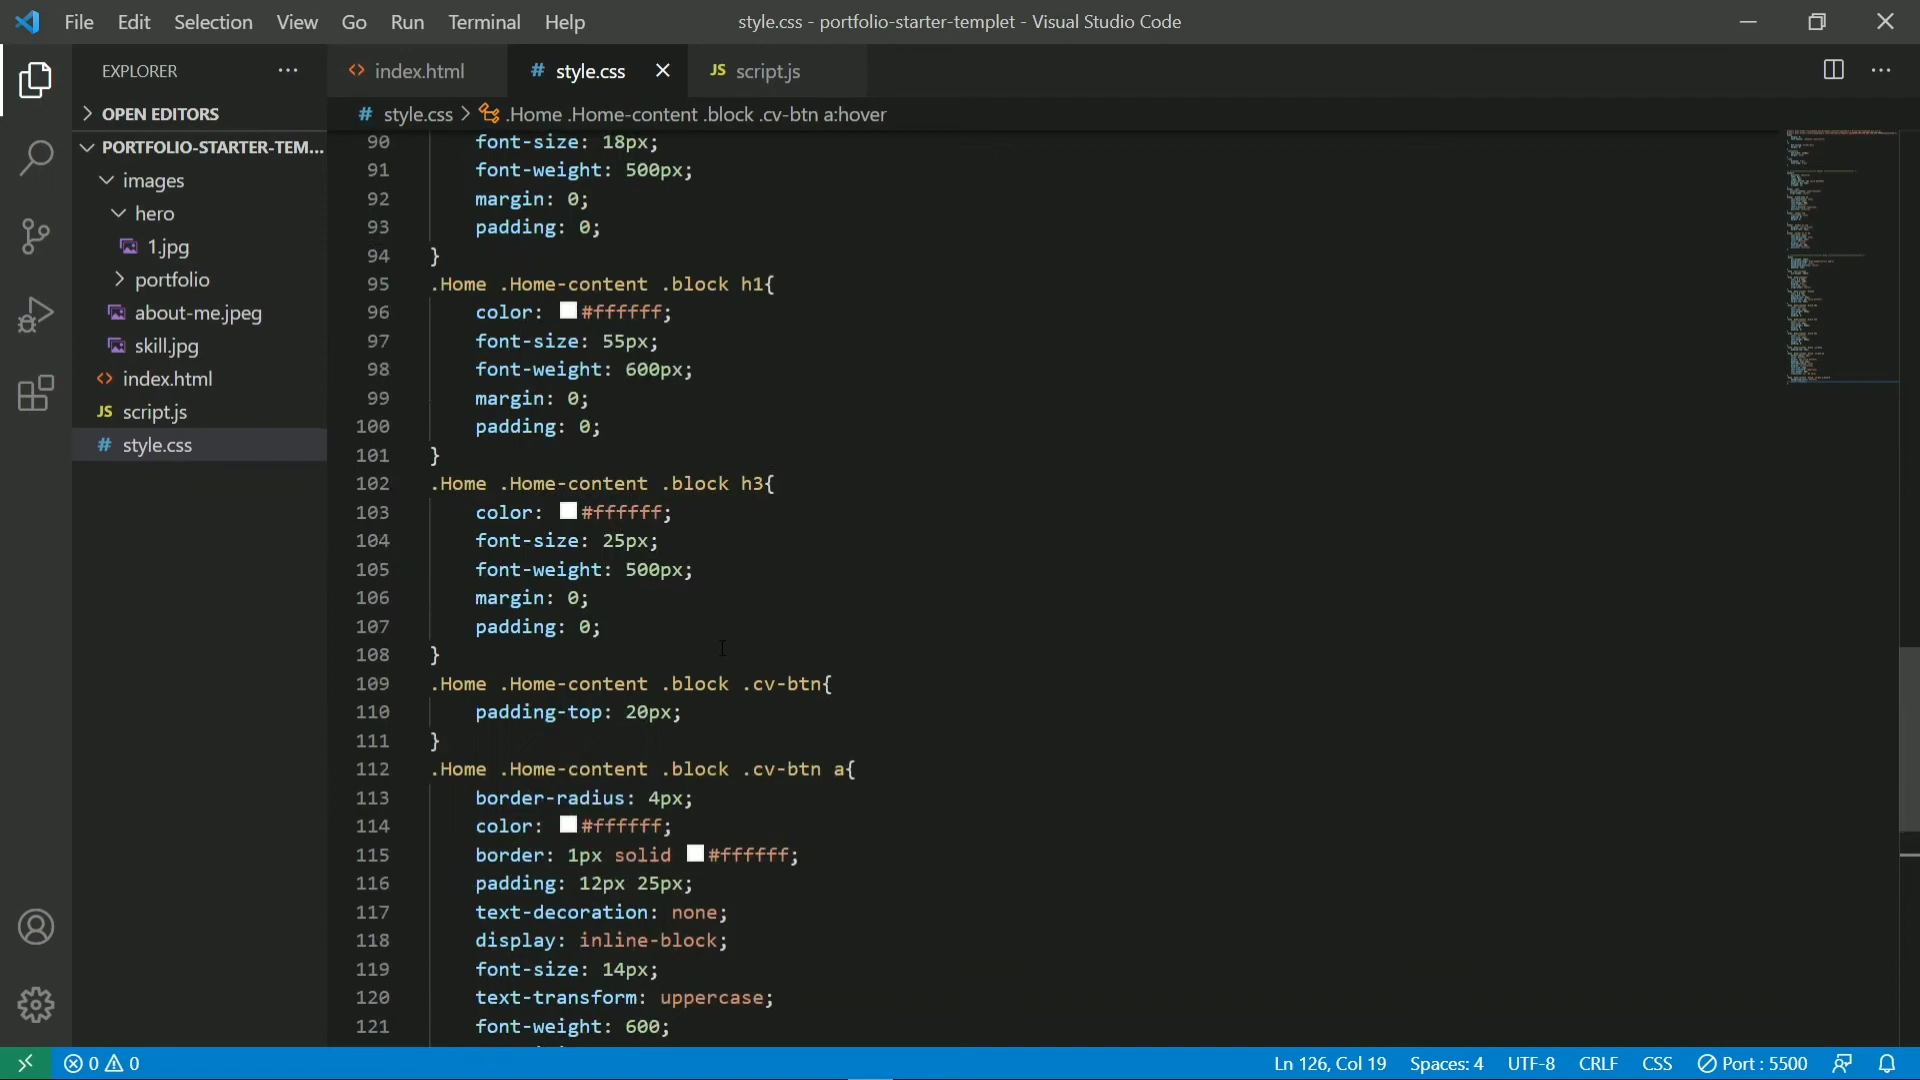 File Edit Selection View Go Run Terminal Help
style.css - portfolio-starter-templet - Visual Studio Code
EXPLORER
index.html
# style.css
JS script.js
OPEN EDITORS
# style.css > .Home .Home-content .block .cv-btn a:hover
PORTFOLIO-STARTER-TEM...
images
hero
1.jpg
portfolio
about-me.jpeg
skill.jpg
<> index.html
JS script.js
# style.css
90 font-size: 18px;
91 font-weight: 500px;
92 margin: 0;
93 padding: 0;
94 }
95 .Home .Home-content .block h1{
96 color: #ffffff;
97 font-size: 55px;
98 font-weight: 600px;
99 margin: 0;
100 padding: 0;
101 }
102 .Home .Home-content .block h3{
103 color: #ffffff;
104 font-size: 25px;
105 font-weight: 500px;
106 margin: 0;
107 padding: 0;
108 }
109 .Home .Home-content .block .cv-btn{
110 padding-top: 20px;
111 }
112 .Home .Home-content .block .cv-btn a{
113 border-radius: 4px;
114 color: #ffffff;
115 border: 1px solid #ffffff;
116 padding: 12px 25px;
117 text-decoration: none;
118 display: inline-block;
119 font-size: 14px;
120 text-transform: uppercase;
121 font-weight: 600;
0 0
Ln 126, Col 19 Spaces: 4 UTF-8 CRLF CSS Port : 5500